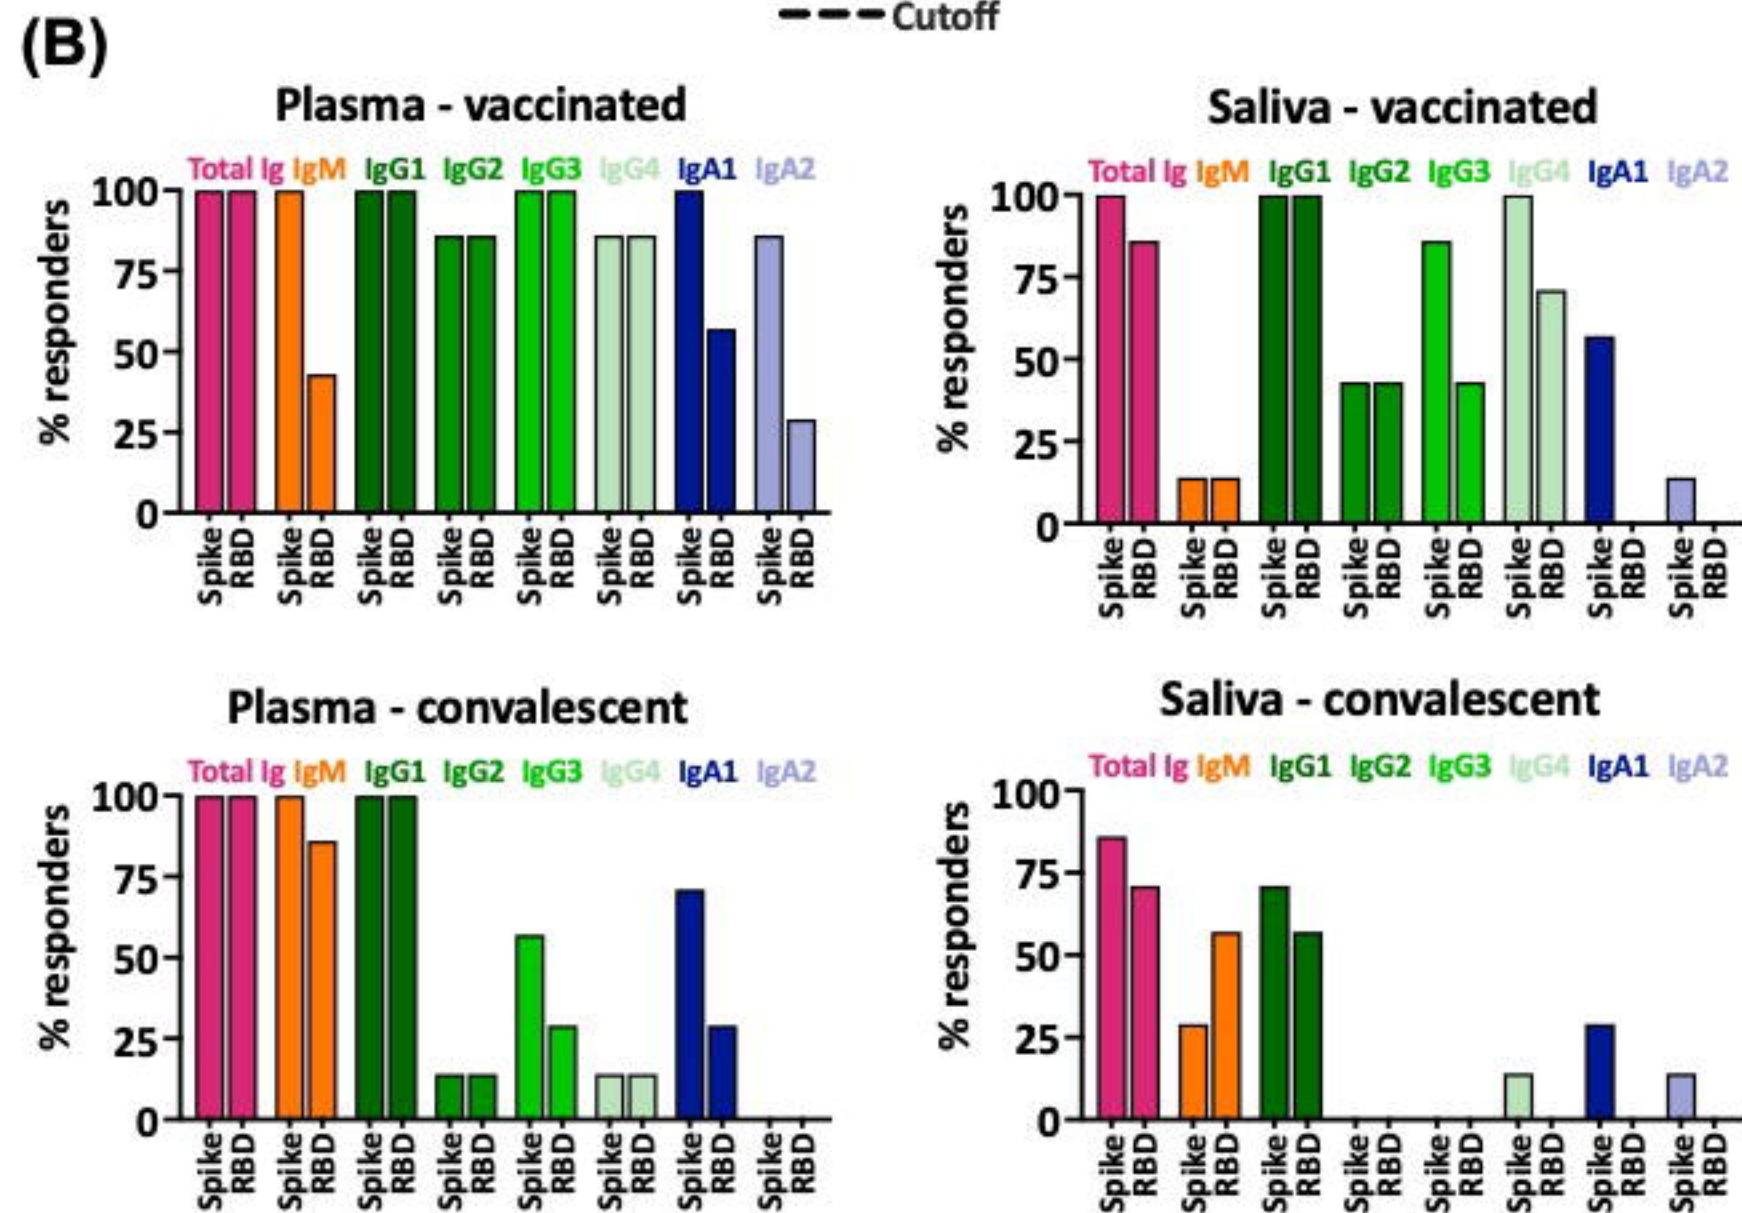 Cutoff
(B)
Plasma - vaccinated
Total Ig IgM IgG1 IgG2 IgG3 IgG4 IgA1 IgA2
% responders
100
75
50
25
0
Spike RBD Spike RBD Spike RBD Spike RBD Spike RBD Spike RBD Spike RBD Spike RBD
Saliva - vaccinated
Total Ig IgM IgG1 IgG2 IgG3 IgG4 IgA1 IgA2
% responders
100
75
50
25
0
Spike RBD Spike RBD Spike RBD Spike RBD Spike RBD Spike RBD Spike RBD Spike RBD
Plasma - convalescent
Total Ig IgM IgG1 IgG2 IgG3 IgG4 IgA1 IgA2
% responders
100
75
50
25
0
Spike RBD Spike RBD Spike RBD Spike RBD Spike RBD Spike RBD Spike RBD Spike RBD
Saliva - convalescent
Total Ig IgM IgG1 IgG2 IgG3 IgG4 IgA1 IgA2
% responders
100
75
50
25
0
Spike RBD Spike RBD Spike RBD Spike RBD Spike RBD Spike RBD Spike RBD Spike RBD